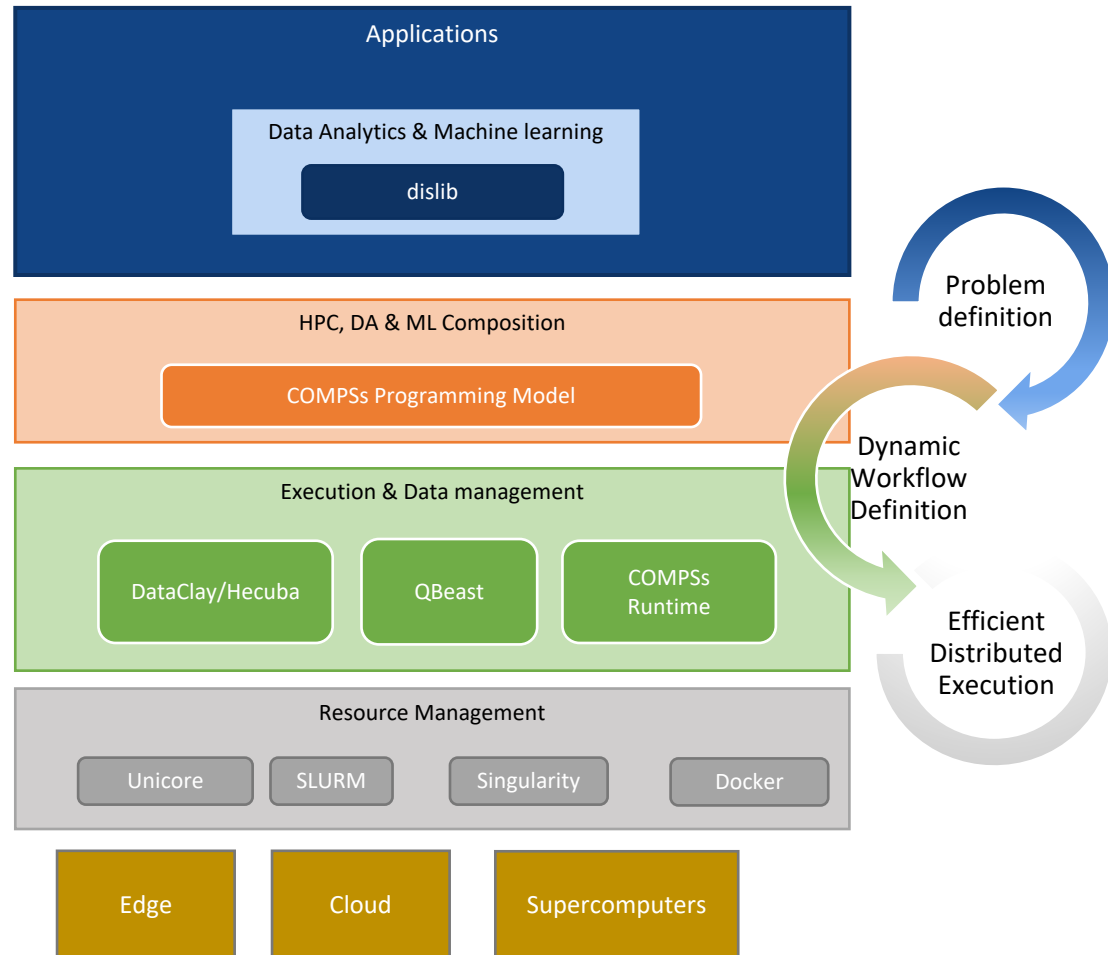 Applications
Data Analytics & Machine learning
dislib
Problem
definition
HPC, DA & ML Composition
COMPSs Programming Model
Dynamic
Workflow
Definition
Execution & Data management
DataClay/Hecuba
QBeast
COMPSs
Runtime
Efficient
Distributed
Execution
Resource Management
Unicore
SLURM
Singularity
Docker
Edge
Cloud
Supercomputers